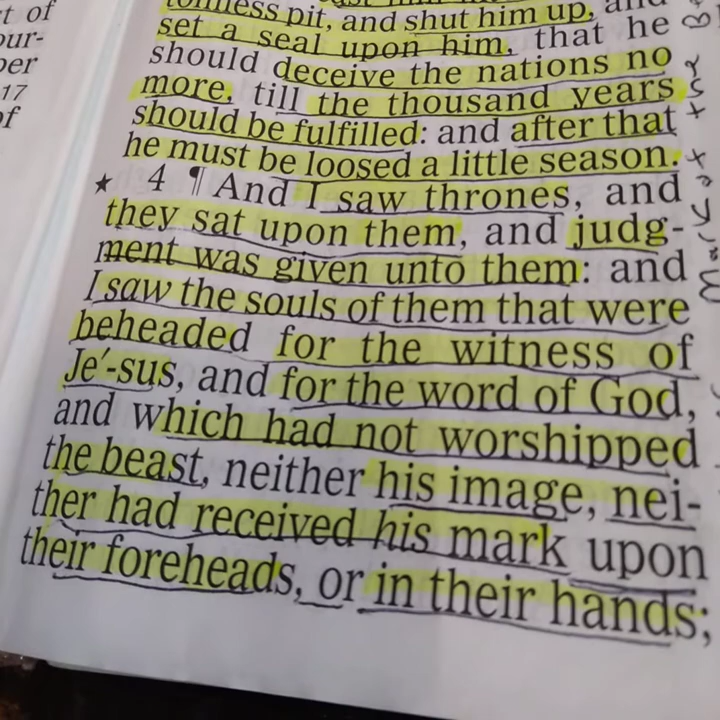 tomless pit, and shut him up, and
set a seal upon him, that he
should deceive the nations no
more, till the thousand years
should be fulfilled: and after that
he must be loosed a little season.
★ 4 ¶ And I saw thrones, and
they sat upon them, and judg-
ment was given unto them: and
I saw the souls of them that were
beheaded for the witness of
Je′-sus, and for the word of God,
and which had not worshipped
the beast, neither his image, nei-
ther had received his mark upon
their foreheads, or in their hands;
of
17
of